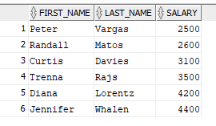 FIRST_NAME LAST_NAME SALARY
1 Peter Vargas 2500
2 Randall Matos 2600
3 Curtis Davies 3100
4 Trenna Rajs 3500
5 Diana Lorentz 4200
6 Jennifer Whalen 4400